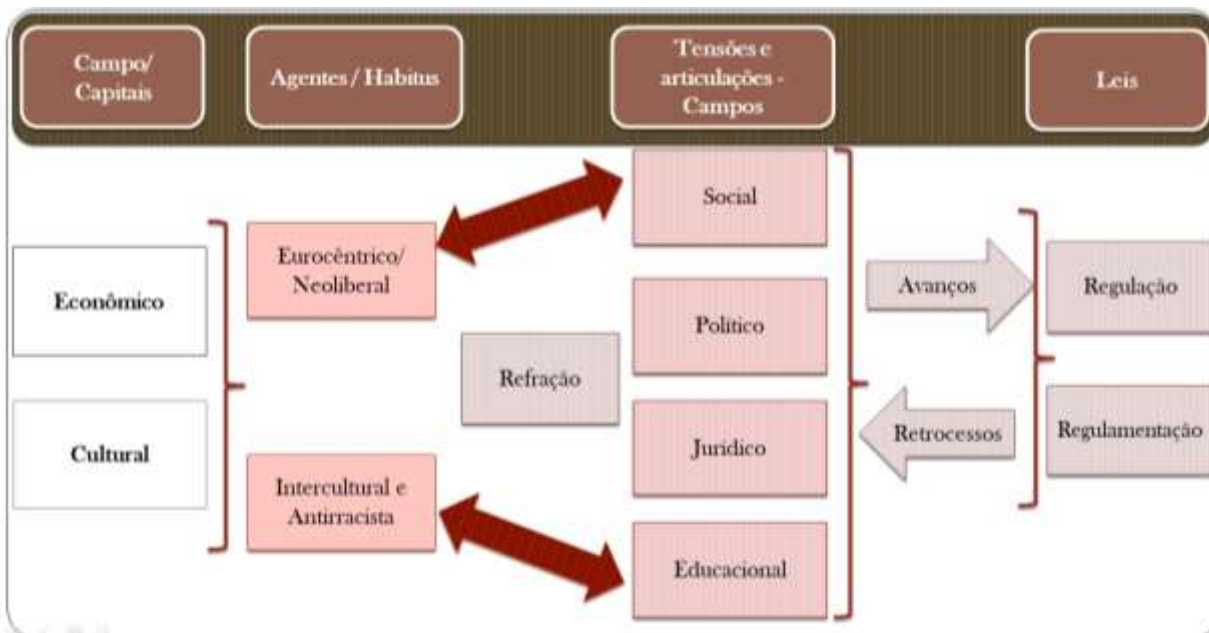 Campo/
Capitais
Agentes / Habitus
Tensões e
articulações -
Campos
Leis
Econômico
Cultural
Eurocêntrico/
Neoliberal
Intercultural e
Antirracista
Refração
Social
Político
Jurídico
Educacional
Avanços
Retrocessos
Regulação
Regulamentação